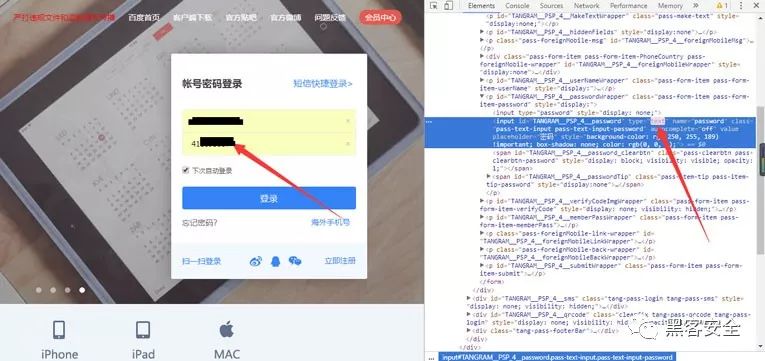 严打违规文件和盗版侵权传播
百度首页
客户端下载
官方贴吧
官方微博
问题反馈
会员中心
帐号密码登录
短信快捷登录>
×
41
×
下次自动登录
登录
忘记密码?
海外手机号
扫一扫登录
立即注册
iPhone
iPad
MAC
Elements
Console
Sources
Network
Performance
Memory
»
1
<p id="TANGRAM__PSP_4__MakeTextWrapper" class="pass-make-text" style="display:none;">
<p id="TANGRAM__PSP_4__hiddenFields" style="display:none">…</p>
<p class="pass-foreignMobile-msg" id="TANGRAM__PSP_4__foreignMobileMsg">…</p>
<div class="pass-form-item pass-form-item-PhoneCountry pass-foreignMobile-wrapper" id="TANGRAM__PSP_4__foreignMobileWrapper" style="display:none">…</div>
<p id="TANGRAM__PSP_4__userNameWrapper" class="pass-form-item pass-form-item-userName" style="display:">…</p>
<p id="TANGRAM__PSP_4__passwordWrapper" class="pass-form-item pass-form-item-password" style="display:">
<input type="password" style="display: none;">
<input id="TANGRAM__PSP_4__password" type="text" name="password" class="pass-text-input pass-text-input-password" autocomplete="off" value
placeholder="密码" style="background-color: rgb(250, 255, 189)
!important; box-shadow: none; color: rgb(0, 0, 0);"> == $0
<span id="TANGRAM__PSP_4__password_clearbtn" class="pass-clearbtn pass-clearbtn-password" style="display: block; visibility: visible; opacity: 1;"></span>
<span id="TANGRAM__PSP_4__passwordTip" class="pass-item-tip pass-item-tip-password" style="display:none">…</span>
</p>
<p id="TANGRAM__PSP_4__verifyCodeImgWrapper" class="pass-form-item pass-form-item-verifyCode" style="display: none; visibility: hidden;">…</p>
<p id="TANGRAM__PSP_4__memberPassWrapper" class="pass-form-item pass-form-item-memberPass">…</p>
<p class="pass-foreignMobile-link-wrapper" id="TANGRAM__PSP_4__foreignMobileLinkWrapper">…</p>
<p class="pass-foreignMobile-back-wrapper" id="TANGRAM__PSP_4__foreignMobileBackWrapper">…</p>
<p id="TANGRAM__PSP_4__submitWrapper" class="pass-form-item pass-form-item-submit">…</p>
</form>
</div>
<div id="TANGRAM__PSP_4__sms" class="tang-pass-login tang-pass-sms" style="display: none; visibility: hidden;">…</div>
<div id="TANGRAM__PSP_4__qrcode" class="clearfix tang-pass-qrcode tang-pass-login" style="display: none; visibility: hidden; opacity
<div class="tang-pass-footerBar">…</div>
</div>
黑客安全
input#TANGRAM__PSP_4__password.pass-text-input.pass-text-input-password